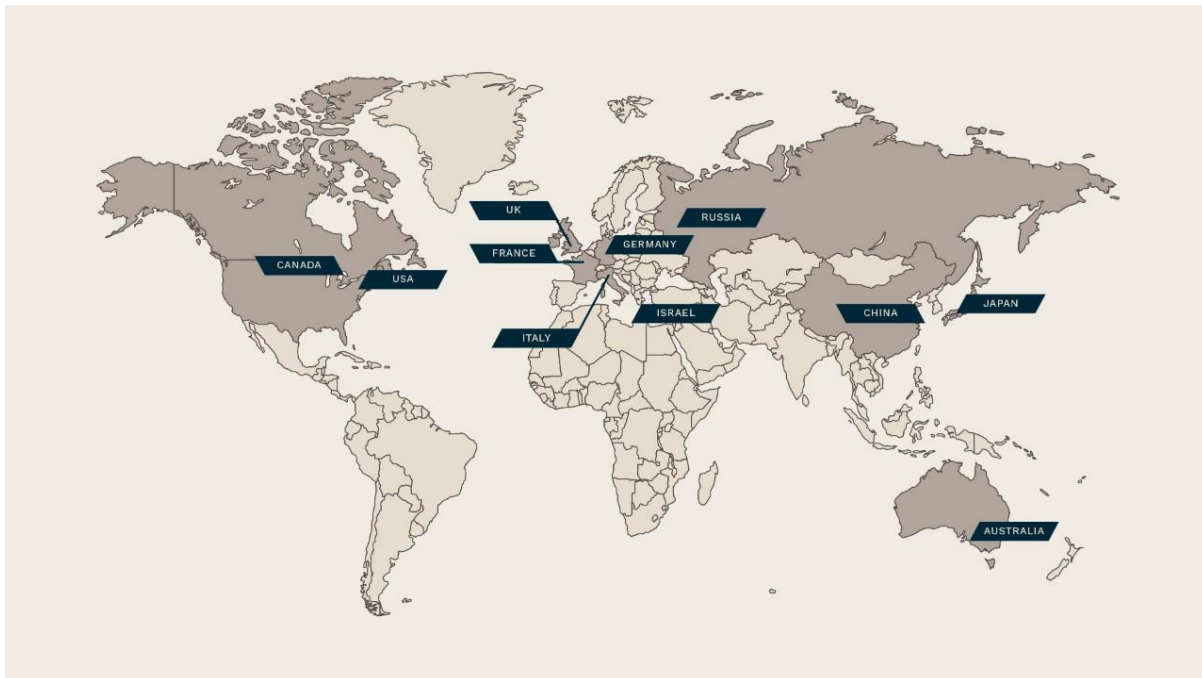 UK
RUSSIA
GERMANY
FRANCE
CANADA
USA
ISRAEL
CHINA
JAPAN
ITALY
AUSTRALIA